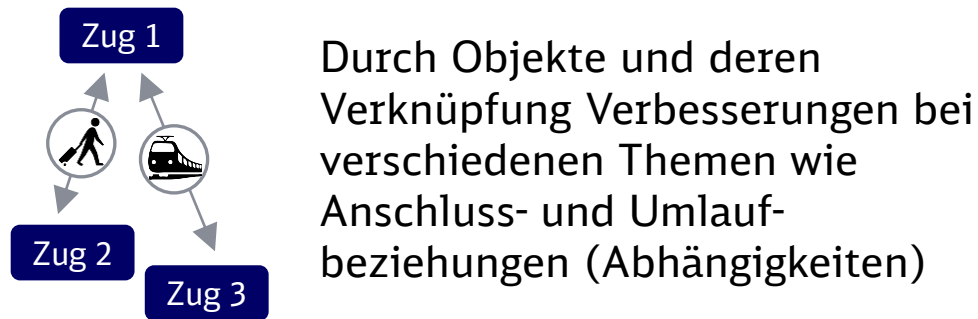 Zug 1
Zug 2
Zug 3
Durch Objekte und deren
Verknüpfung Verbesserungen bei
verschiedenen Themen wie
Anschluss- und Umlauf-
beziehungen (Abhängigkeiten)